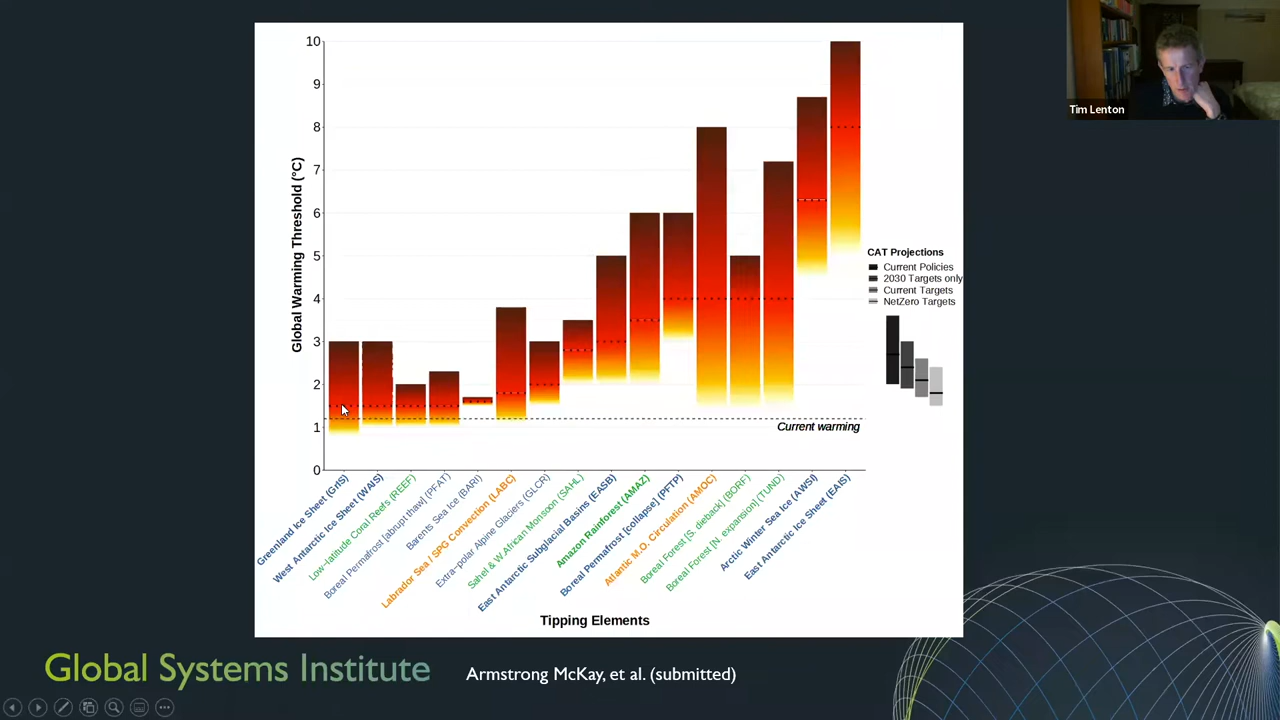 Tim Lenton
10
9
8
7
6
5
4
3
2
1
0
Global Warming Threshold (°C)
Current warming
CAT Projections
Current Policies
2030 Targets only
Current Targets
NetZero Targets
Greenland Ice Sheet (GrIS)
West Antarctic Ice Sheet (WAIS)
Low-latitude Coral Reefs (REEF)
Boreal Permafrost [abrupt thaw] (PFAT)
Barents Sea Ice (BARI)
Labrador Sea / SPG Convection (LABC)
Extra-polar Alpine Glaciers (GLCR)
Sahel & W African Monsoon (SAHL)
East Antarctic Subglacial Basins (EASB)
Amazon Rainforest (AMAZ)
Boreal Permafrost [collapse] (PFTP)
Atlantic M.O. Circulation (AMOC)
Boreal Forest [S. dieback] (BORF)
Boreal Forest [N. expansion] (TUND)
Arctic Winter Sea Ice (AWSI)
East Antarctic Ice Sheet (EAIS)
Tipping Elements
Global Systems Institute
Armstrong McKay, et al. (submitted)